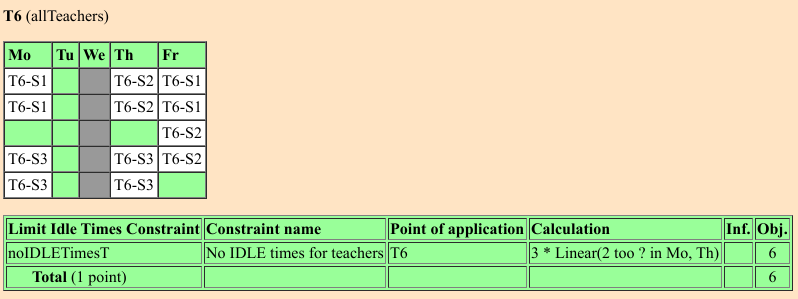 T6 (allTeachers)
Mo Tu We Th Fr
T6-S1 T6-S2 T6-S1
T6-S1 T6-S2 T6-S1
T6-S2
T6-S3 T6-S3 T6-S2
T6-S3 T6-S3
Limit Idle Times Constraint Constraint name Point of application Calculation Inf. Obj.
noIDLETimesT No IDLE times for teachers T6 3 * Linear(2 too ? in Mo, Th) 6
Total (1 point) 6